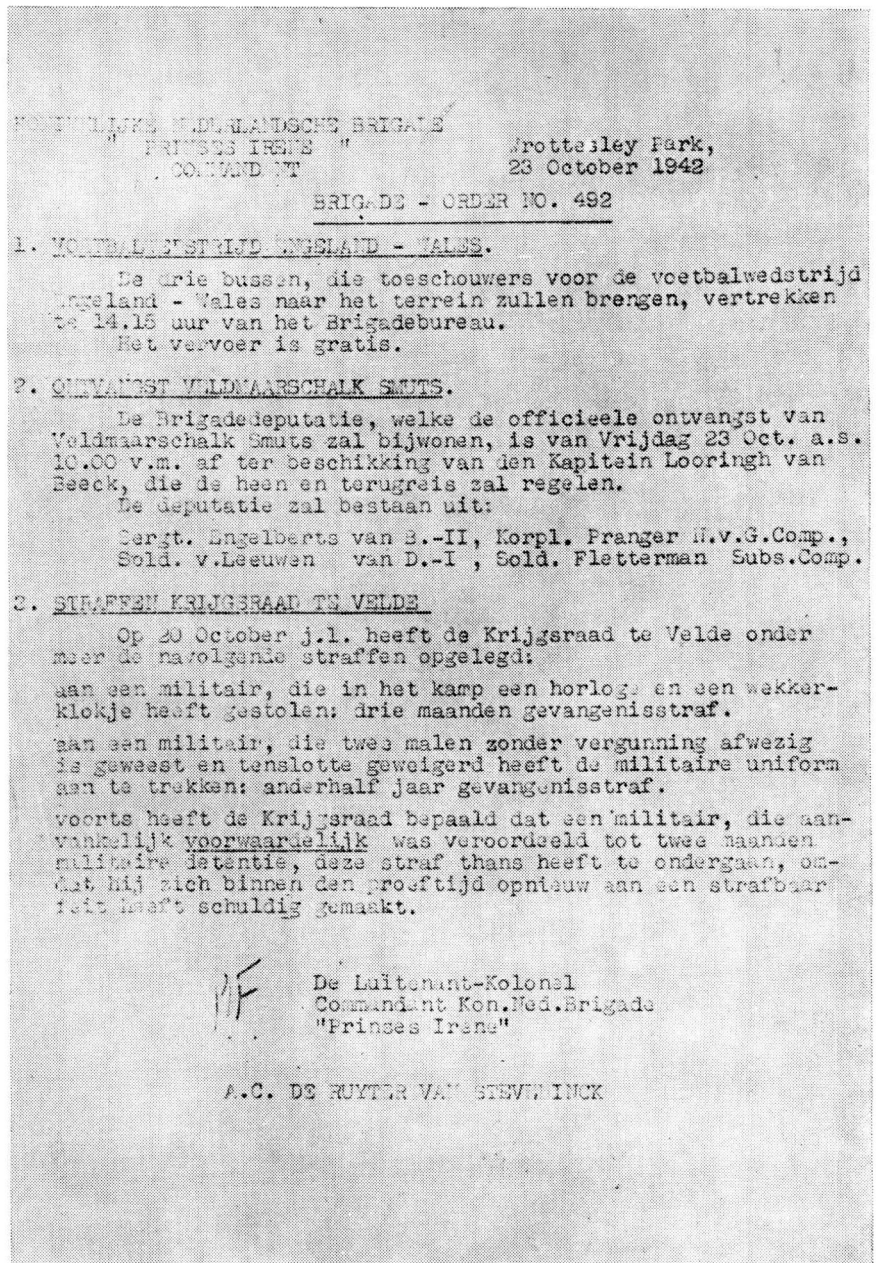 KONINKLIJKE NEDERLANDSCHE BRIGADE
" PRINSES IRENE "
COMMANDANT
Wrottesley Park,
23 October 1942
BRIGADE - ORDER NO. 492
1. VOETBALWEDSTRIJD ENGELAND - WALES.
De drie bussen, die toeschouwers voor de voetbalwedstrijd
Engeland - Wales naar het terrein zullen brengen, vertrekken
te 14.15 uur van het Brigadebureau.
Het vervoer is gratis.
2. ONTVANGST VELDMAARSCHALK SMUTS.
De Brigadedeputatie, welke de officieele ontvangst van
Veldmaarschalk Smuts zal bijwonen, is van Vrijdag 23 Oct. a.s.
10.00 v.m. af ter beschikking van den Kapitein Looringh van
Beeck, die de heen en terugreis zal regelen.
De deputatie zal bestaan uit:
Sergt. Engelberts van B.-II, Korpl. Pranger M.v.G.Comp.,
Sold. v.Leeuwen van D.-I , Sold. Fletterman Subs.Comp.
3. STRAFFEN KRIJGSRAAD TE VELDE
Op 20 October j.l. heeft de Krijgsraad te Velde onder
meer de navolgende straffen opgelegd:
aan een militair, die in het kamp een horloge en een wekker-
klokje heeft gestolen: drie maanden gevangenisstraf.
aan een militair, die twee malen zonder vergunning afwezig
is geweest en tenslotte geweigerd heeft de militaire uniform
aan te trekken: anderhalf jaar gevangenisstraf.
voorts heeft de Krijgsraad bepaald dat een militair, die aan-
vankelijk voorwaardelijk was veroordeeld tot twee maanden
militaire detentie, deze straf thans heeft te ondergaan, om-
dat hij zich binnen den proeftijd opnieuw aan een strafbaar
feit heeft schuldig gemaakt.
De Luitenant-Kolonel
Commandant Kon.Ned.Brigade
"Prinses Irene"
A.C. DE RUYTER VAN STEVENINCK